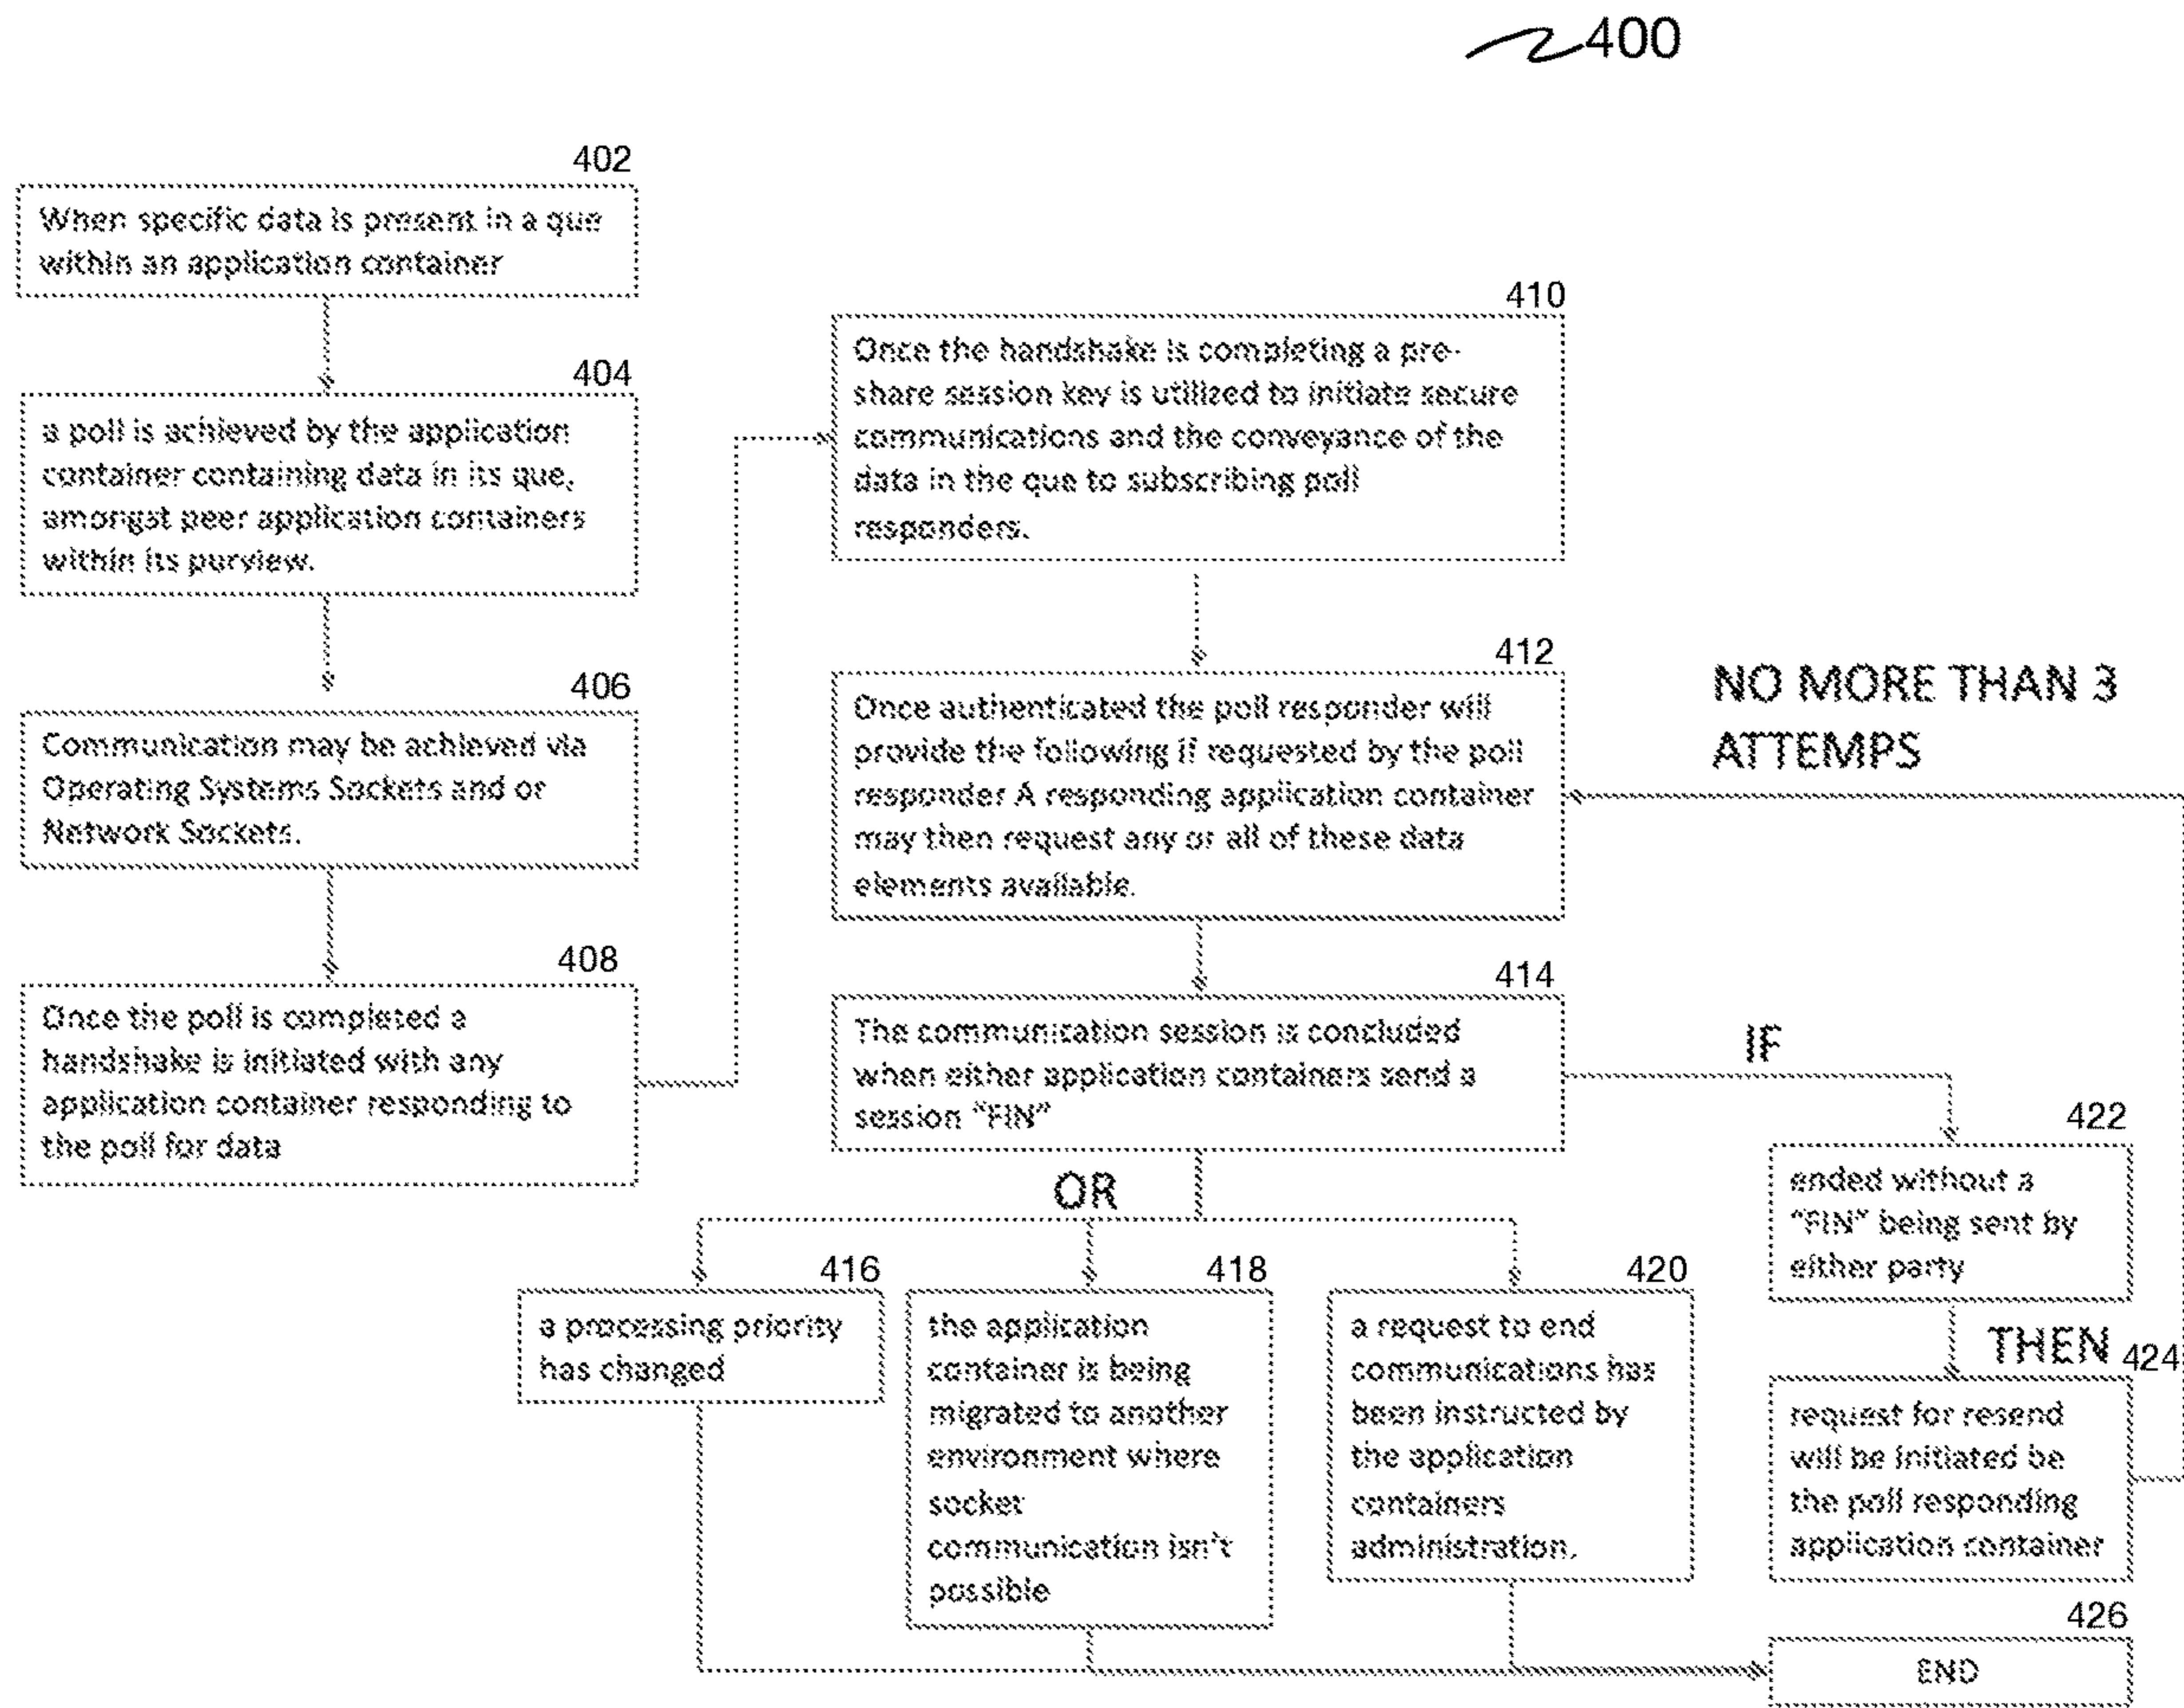 400
402
When specific data is present in a que
within an application container
404
a poll is achieved by the application
container containing data in its que,
amongst peer application containers
within its purview.
406
Communication may be achieved via
Operating Systems Sockets and or
Network Sockets.
408
Once the poll is completed a
handshake is initiated with any
application container responding to
the poll for data
410
Once the handshake is completing a pre-
share session key is utilized to initiate secure
communications and the conveyance of the
data in the que to subscribing poll
responders.
412
Once authenticated the poll responder will
provide the following if requested by the poll
responder A responding application container
may then request any or all of these data
elements available.
NO MORE THAN 3
ATTEMPS
414
The communication session is concluded
when either application containers send a
session "FIN"
IF
OR
416
a processing priority
has changed
418
the application
container is being
migrated to another
environment where
socket
communication isn't
possible
420
a request to end
communications has
been instructed by
the application
containers
administration.
422
ended without a
"FIN" being sent by
either party
THEN
424
request for resend
will be initiated be
the poll responding
application container
426
END